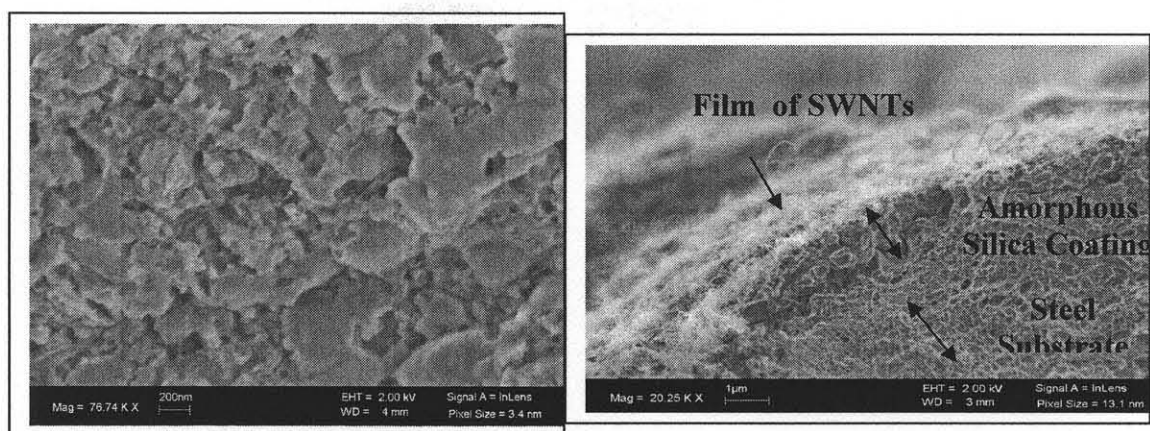 Mag = 76.74 K X
200nm
EHT = 2.00 kV
WD = 4 mm
Signal A = InLens
Pixel Size = 3.4 nm
Film of SWNTs
Amorphous
Silica Coating
Steel
Substrate
Mag = 20.25 K X
1µm
EHT = 2.00 kV
WD = 3 mm
Signal A = InLens
Pixel Size = 13.1 nm